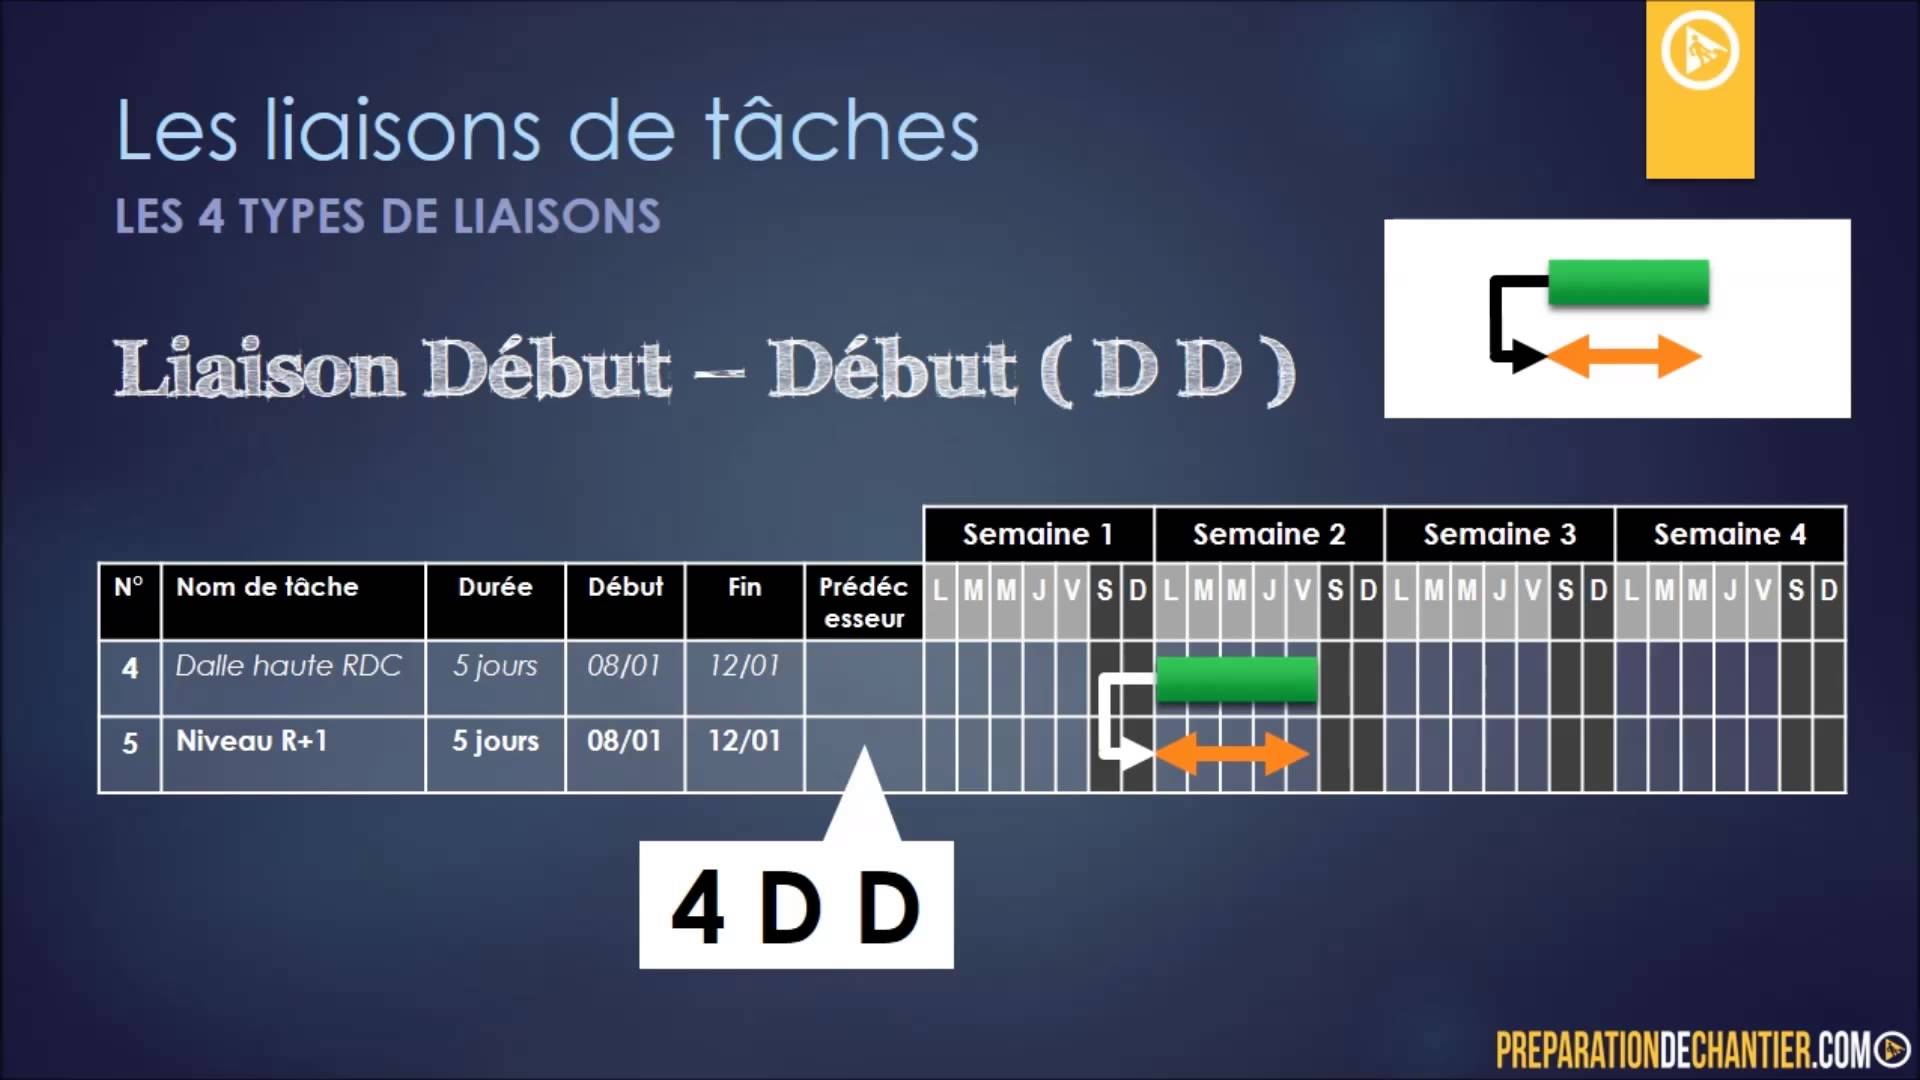 Les liaisons de tâches
LES 4 TYPES DE LIAISONS
Liaison Début – Début ( D D )
Semaine 1 Semaine 2 Semaine 3 Semaine 4
N° Nom de tâche Durée Début Fin Prédéc
esseur
L M M J V S D L M M J V S D L M M J V S D L M M J V S D
4 Dalle haute RDC 5 jours 08/01 12/01
5 Niveau R+1 5 jours 08/01 12/01
4 D D
PREPARATIONDECHANTIER.COM